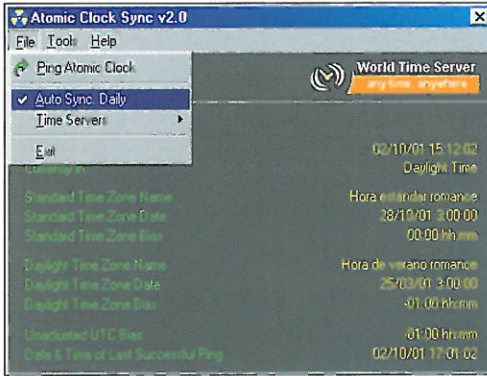 Atomic Clock Sync v2.0
File Tools Help
Ping Atomic Clock
Auto Sync. Daily
Time Servers
Exit
World Time Server
any time, anywhere
02/10/01 15:12:02
Currently in Daylight Time
Standard Time Zone Name Hora estándar romance
Standard Time Zone Date 28/10/01 3:00:00
Standard Time Zone Bias 00:00 hh:mm
Daylight Time Zone Name Hora de verano romance
Daylight Time Zone Date 25/03/01 3:00:00
Daylight Time Zone Bias -01:00 hh:mm
Unadjusted UTC Bias -01:00 hh:mm
Date & Time of Last Successful Ping 02/10/01 17:01:02